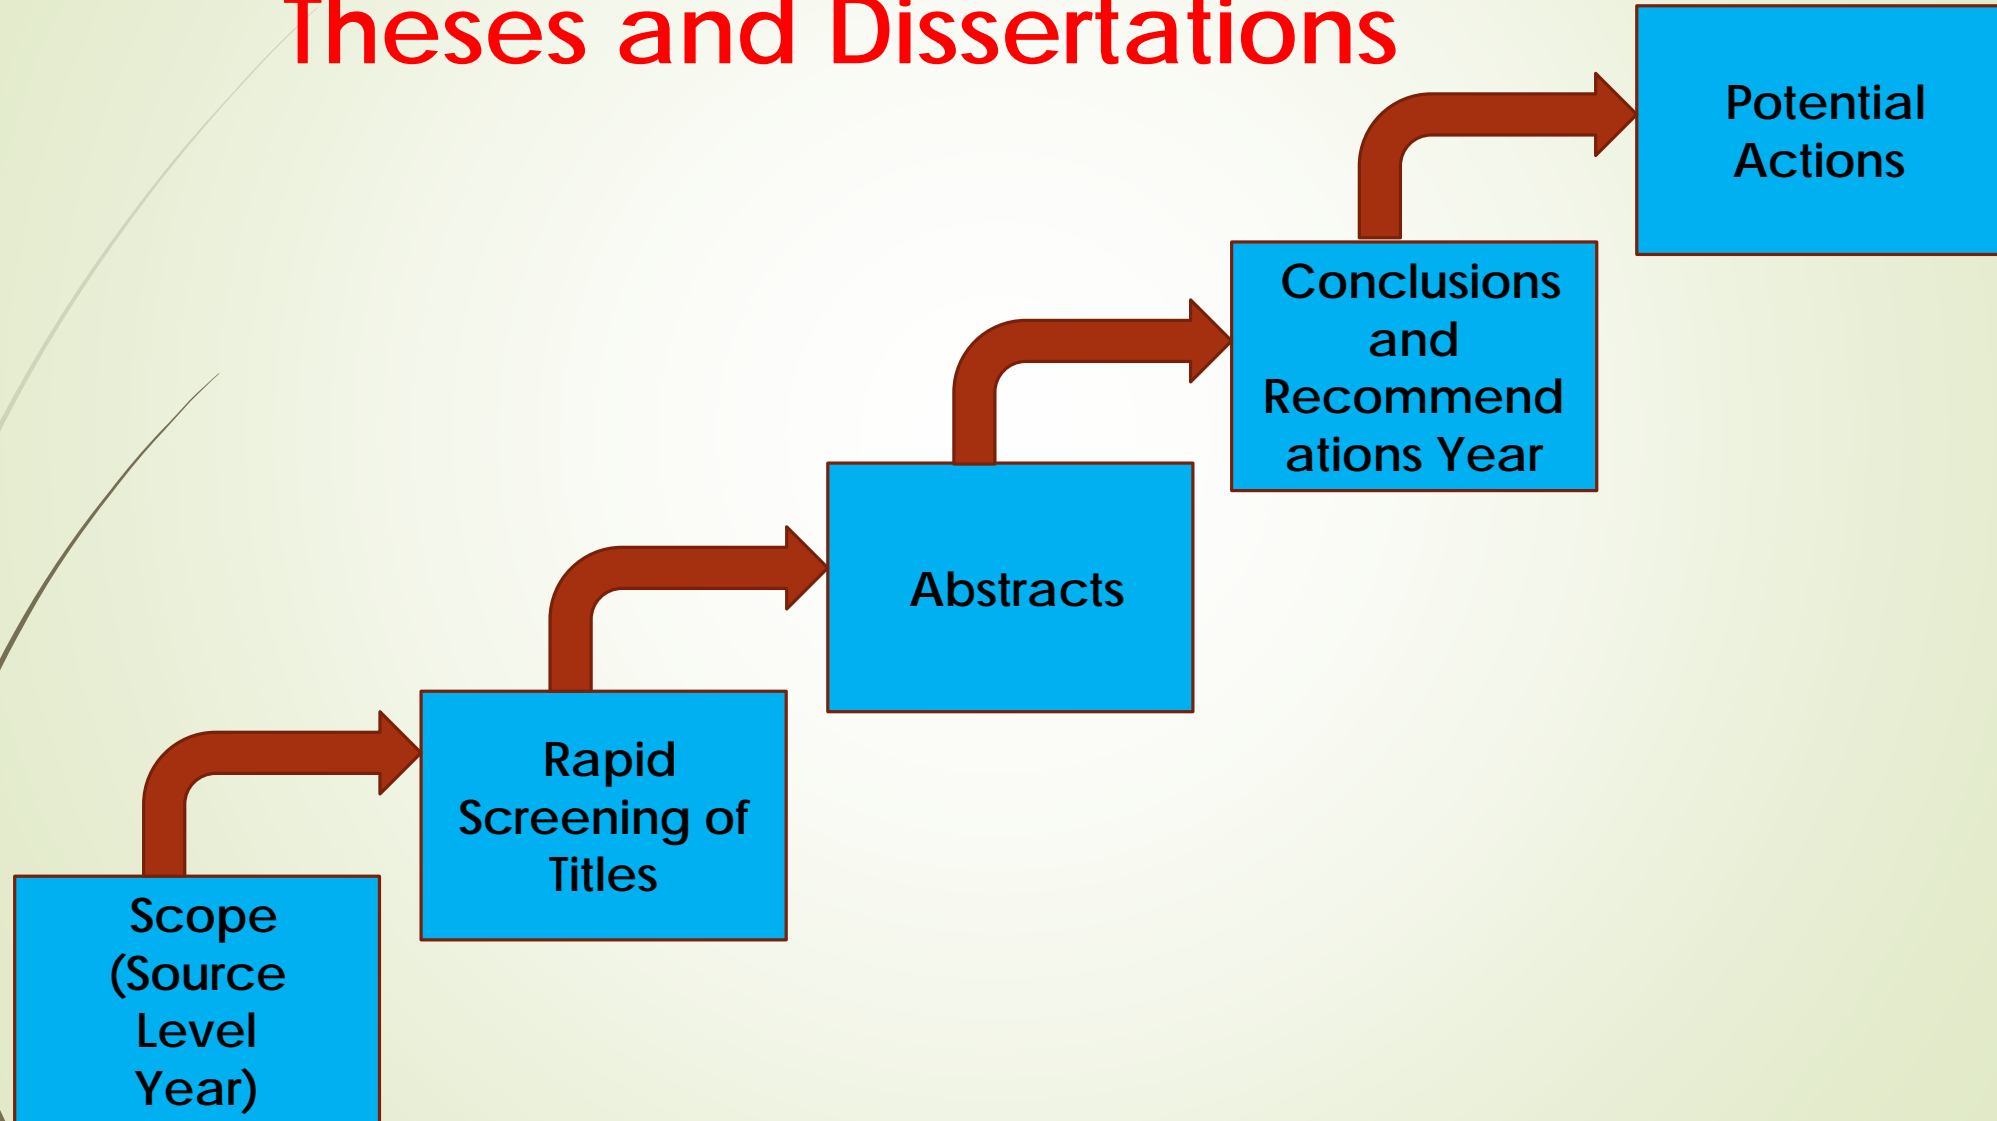 Theses and Dissertations
Potential
Actions
Conclusions
and
Recommend
ations Year
Abstracts
Rapid
Screening of
Titles
Scope
(Source
Level
Year)